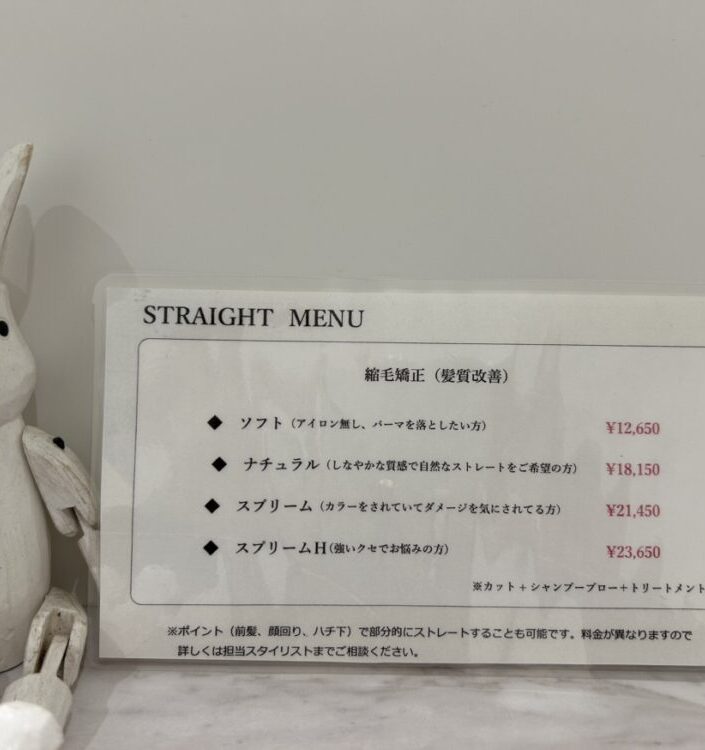 STRAIGHT MENU
縮毛矯正（髪質改善）
◆ ソフト（アイロン無し、パーマを落としたい方） ¥12,650
◆ ナチュラル（しなやかな質感で自然なストレートをご希望の方） ¥18,150
◆ スプリーム（カラーをされていてダメージを気にされてる方） ¥21,450
◆ スプリームH（強いクセでお悩みの方） ¥23,650
※カット＋シャンプーブロー＋トリートメント
※ポイント（前髪、顔回り、ハチ下）で部分的にストレートすることも可能です。料金が異なりますので
詳しくは担当スタイリストまでご相談ください。